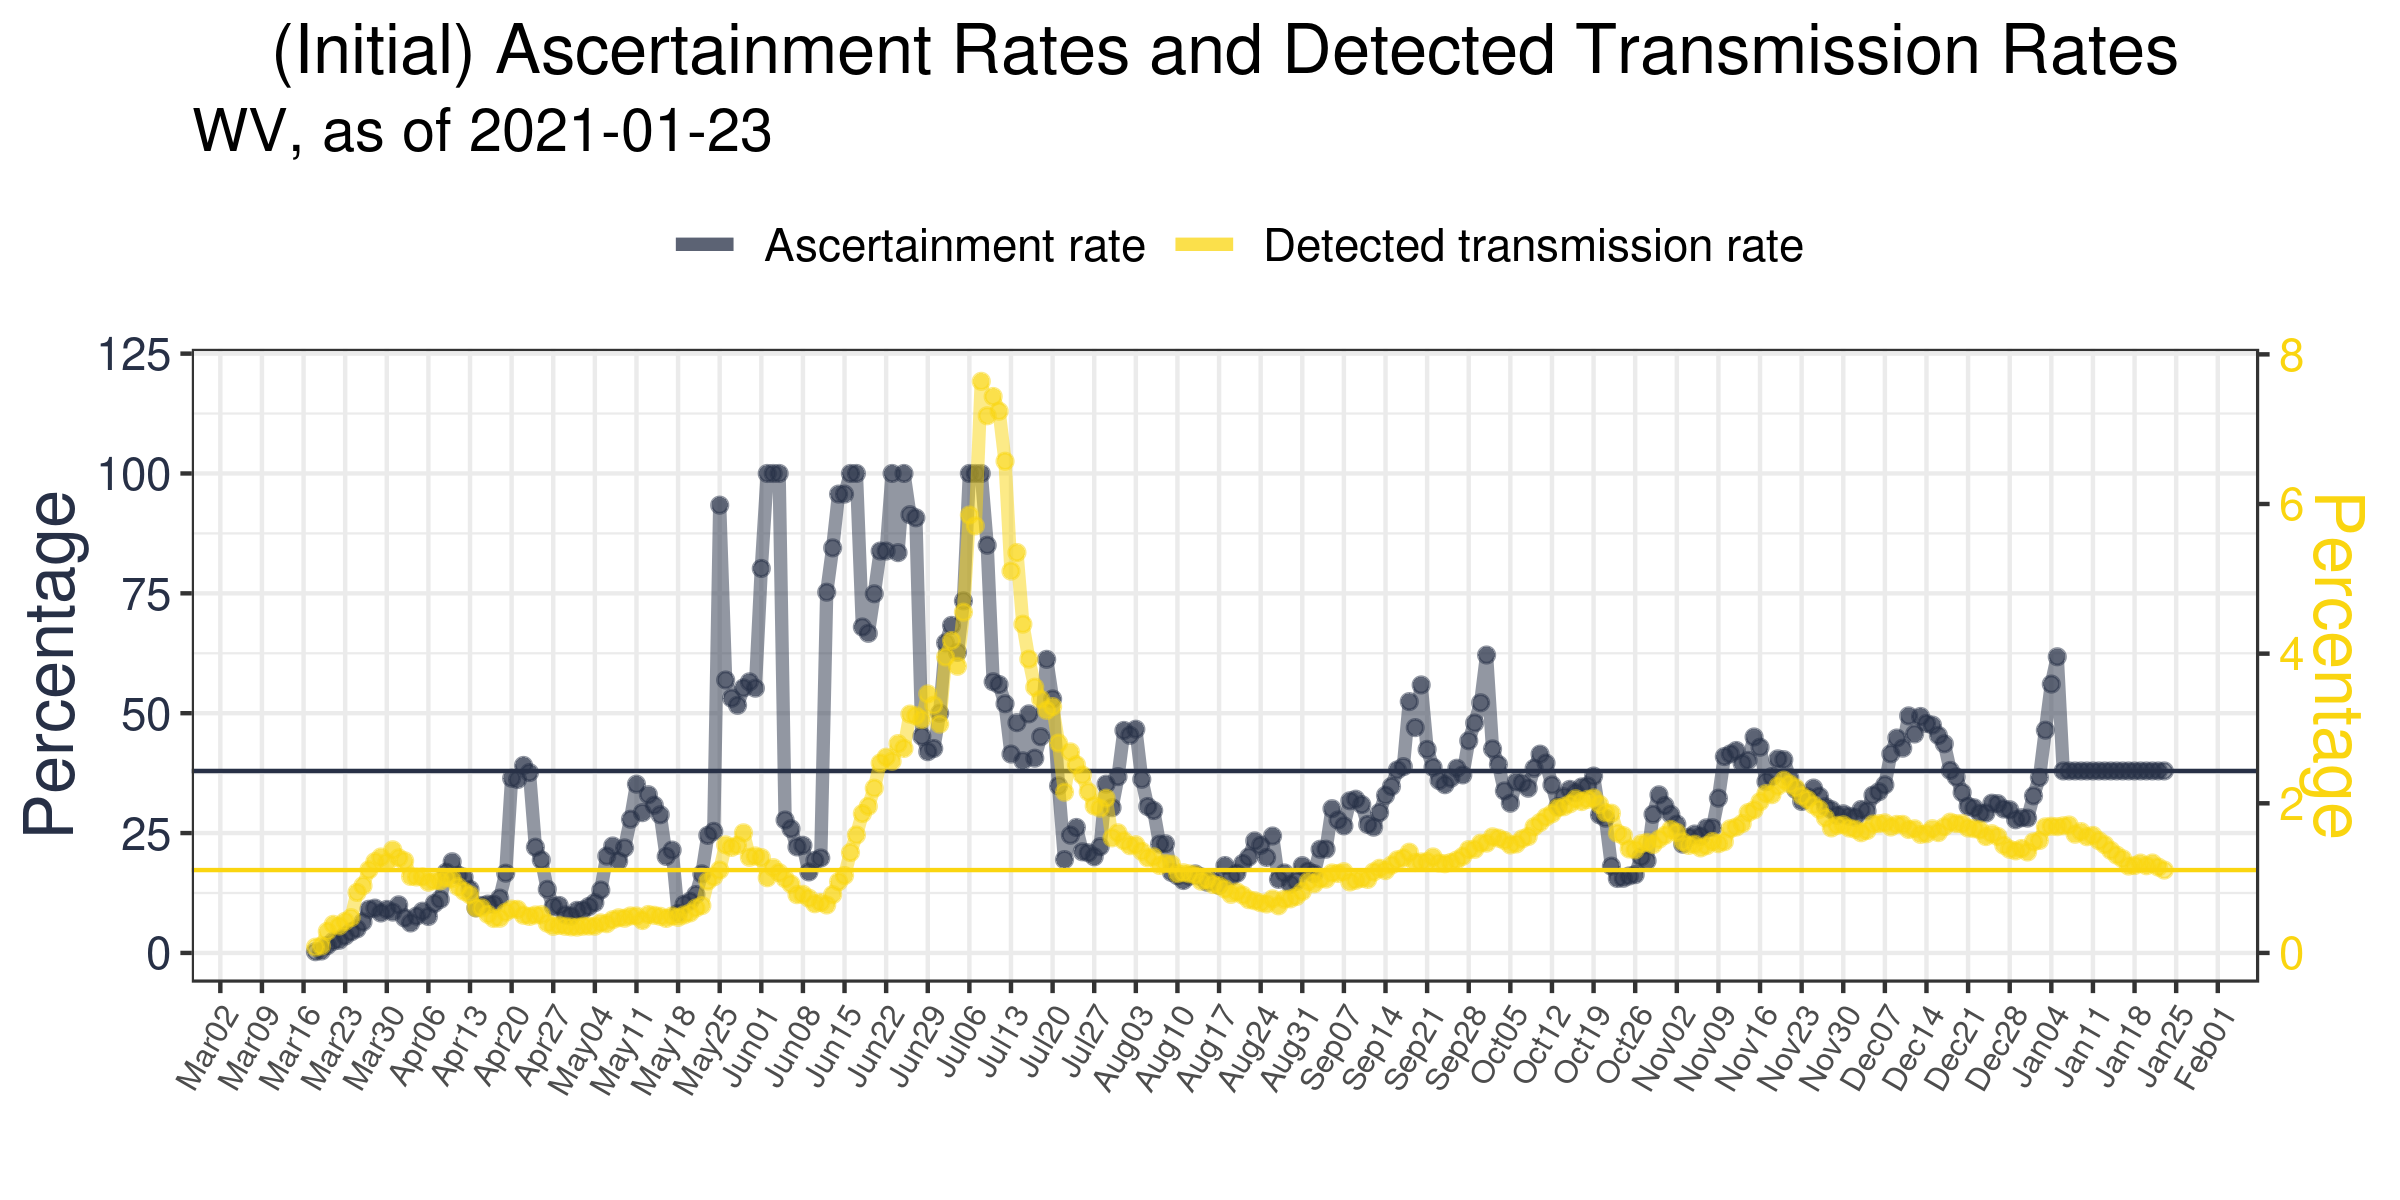 (Initial) Ascertainment Rates and Detected Transmission Rates
WV, as of 2021-01-23
Ascertainment rate
Detected transmission rate
Percentage
125
100
75
50
25
0
8
6
4
2
0
Percentage
Mar02
Mar09
Mar16
Mar23
Mar30
Apr06
Apr13
Apr20
Apr27
May04
May11
May18
May25
Jun01
Jun08
Jun15
Jun22
Jun29
Jul06
Jul13
Jul20
Jul27
Aug03
Aug10
Aug17
Aug24
Aug31
Sep07
Sep14
Sep21
Sep28
Oct05
Oct12
Oct19
Oct26
Nov02
Nov09
Nov16
Nov23
Nov30
Dec07
Dec14
Dec21
Dec28
Jan04
Jan11
Jan18
Jan25
Feb01